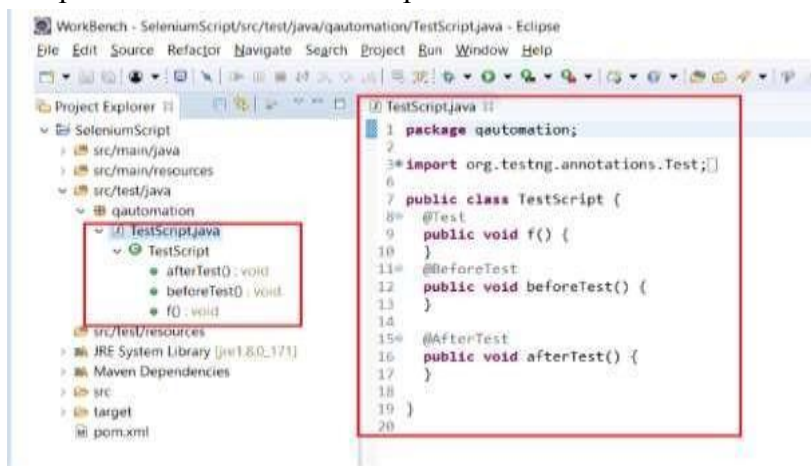 WorkBench - SeleniumScript/src/test/java/qautomation/TestScript.java - Eclipse
File Edit Source Refactor Navigate Search Project Run Window Help
Project Explorer
SeleniumScript
src/main/java
src/main/resources
src/test/java
qautomation
TestScript.java
TestScript
afterTest() : void
beforeTest() : void
f() : void
src/test/resources
JRE System Library [jre1.8.0_171]
Maven Dependencies
src
target
pom.xml
TestScript.java
1 package qautomation;
2
3 import org.testng.annotations.Test;
6
7 public class TestScript {
8 @Test
9 public void f() {
10 }
11 @BeforeTest
12 public void beforeTest() {
13 }
14
15 @AfterTest
16 public void afterTest() {
17 }
18
19 }
20